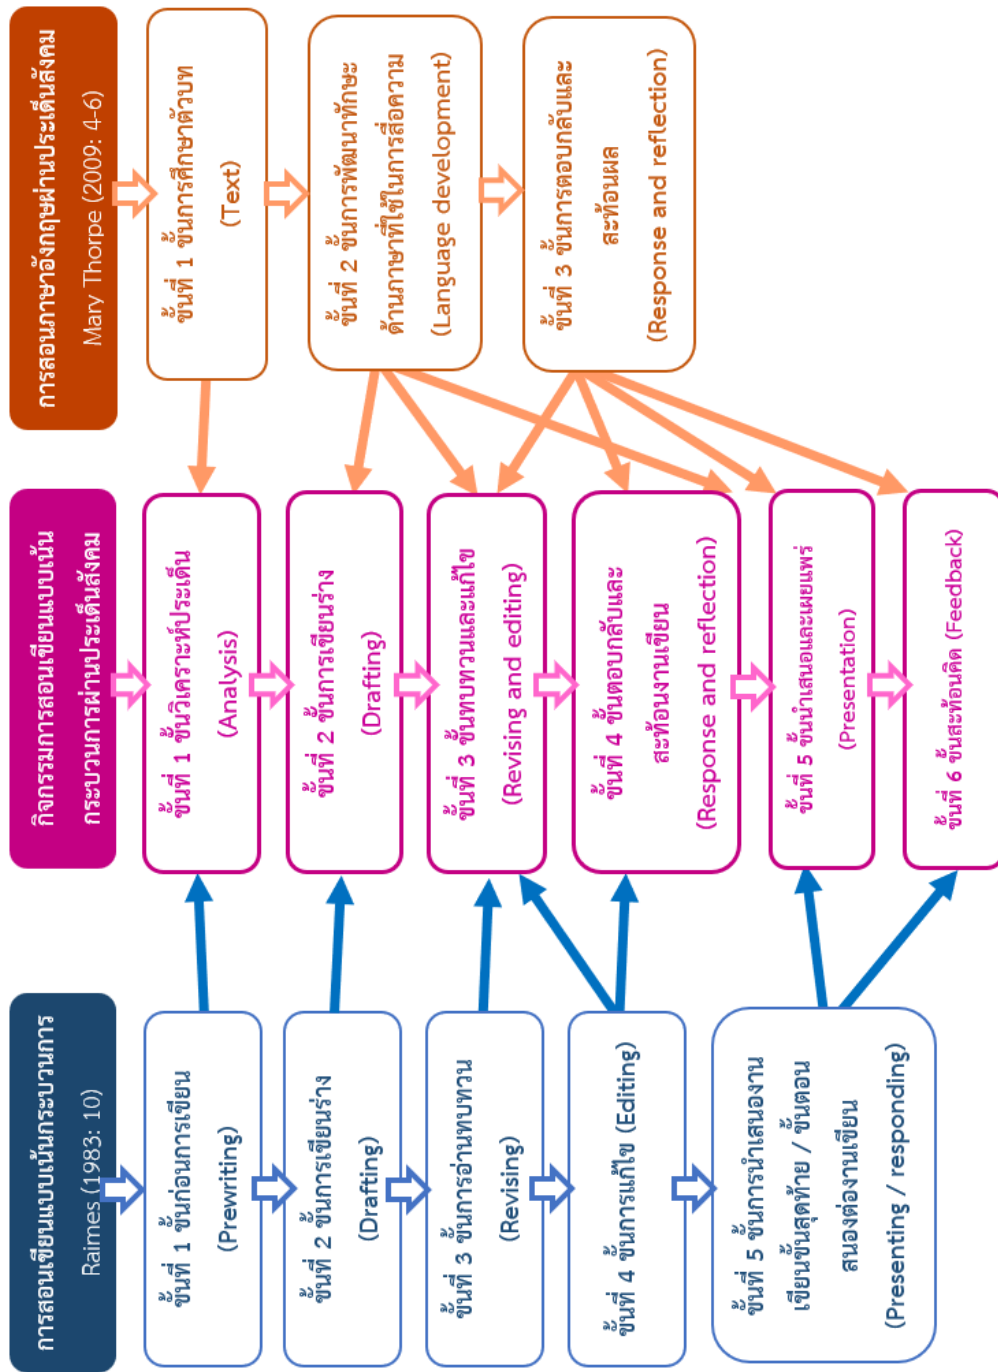 การสอนเขียนแบบเน้นกระบวนการ
Raimes (1983: 10)
ขั้นที่ 1 ขั้นก่อนการเขียน
(Prewriting)
ขั้นที่ 2 ขั้นการเขียนร่าง
(Drafting)
ขั้นที่ 3 ขั้นการอ่านทบทวน
(Revising)
ขั้นที่ 4 ขั้นการแก้ไข (Editing)
ขั้นที่ 5 ขั้นการนำเสนองาน
เขียนขั้นสุดท้าย / ขั้นตอบ
สนองต่องานเขียน
(Presenting / responding)
กิจกรรมการสอนเขียนแบบเน้น
กระบวนการผ่านประเด็นสังคม
ขั้นที่ 1 ขั้นวิเคราะห์ประเด็น
(Analysis)
ขั้นที่ 2 ขั้นการเขียนร่าง
(Drafting)
ขั้นที่ 3 ขั้นทบทวนและแก้ไข
(Revising and editing)
ขั้นที่ 4 ขั้นตอบกลับและ
สะท้อนงานเขียน
(Response and reflection)
ขั้นที่ 5 ขั้นนำเสนอและเผยแพร่
(Presentation)
ขั้นที่ 6 ขั้นสะท้อนคิด (Feedback)
การสอนภาษาอังกฤษผ่านประเด็นสังคม
Mary Thorpe (2009: 4-6)
ขั้นที่ 1 ขั้นการศึกษาตัวบท
(Text)
ขั้นที่ 2 ขั้นการพัฒนาทักษะ
ด้านภาษาที่ใช้ในการสื่อความ
(Language development)
ขั้นที่ 3 ขั้นการตอบกลับและ
สะท้อนผล
(Response and reflection)